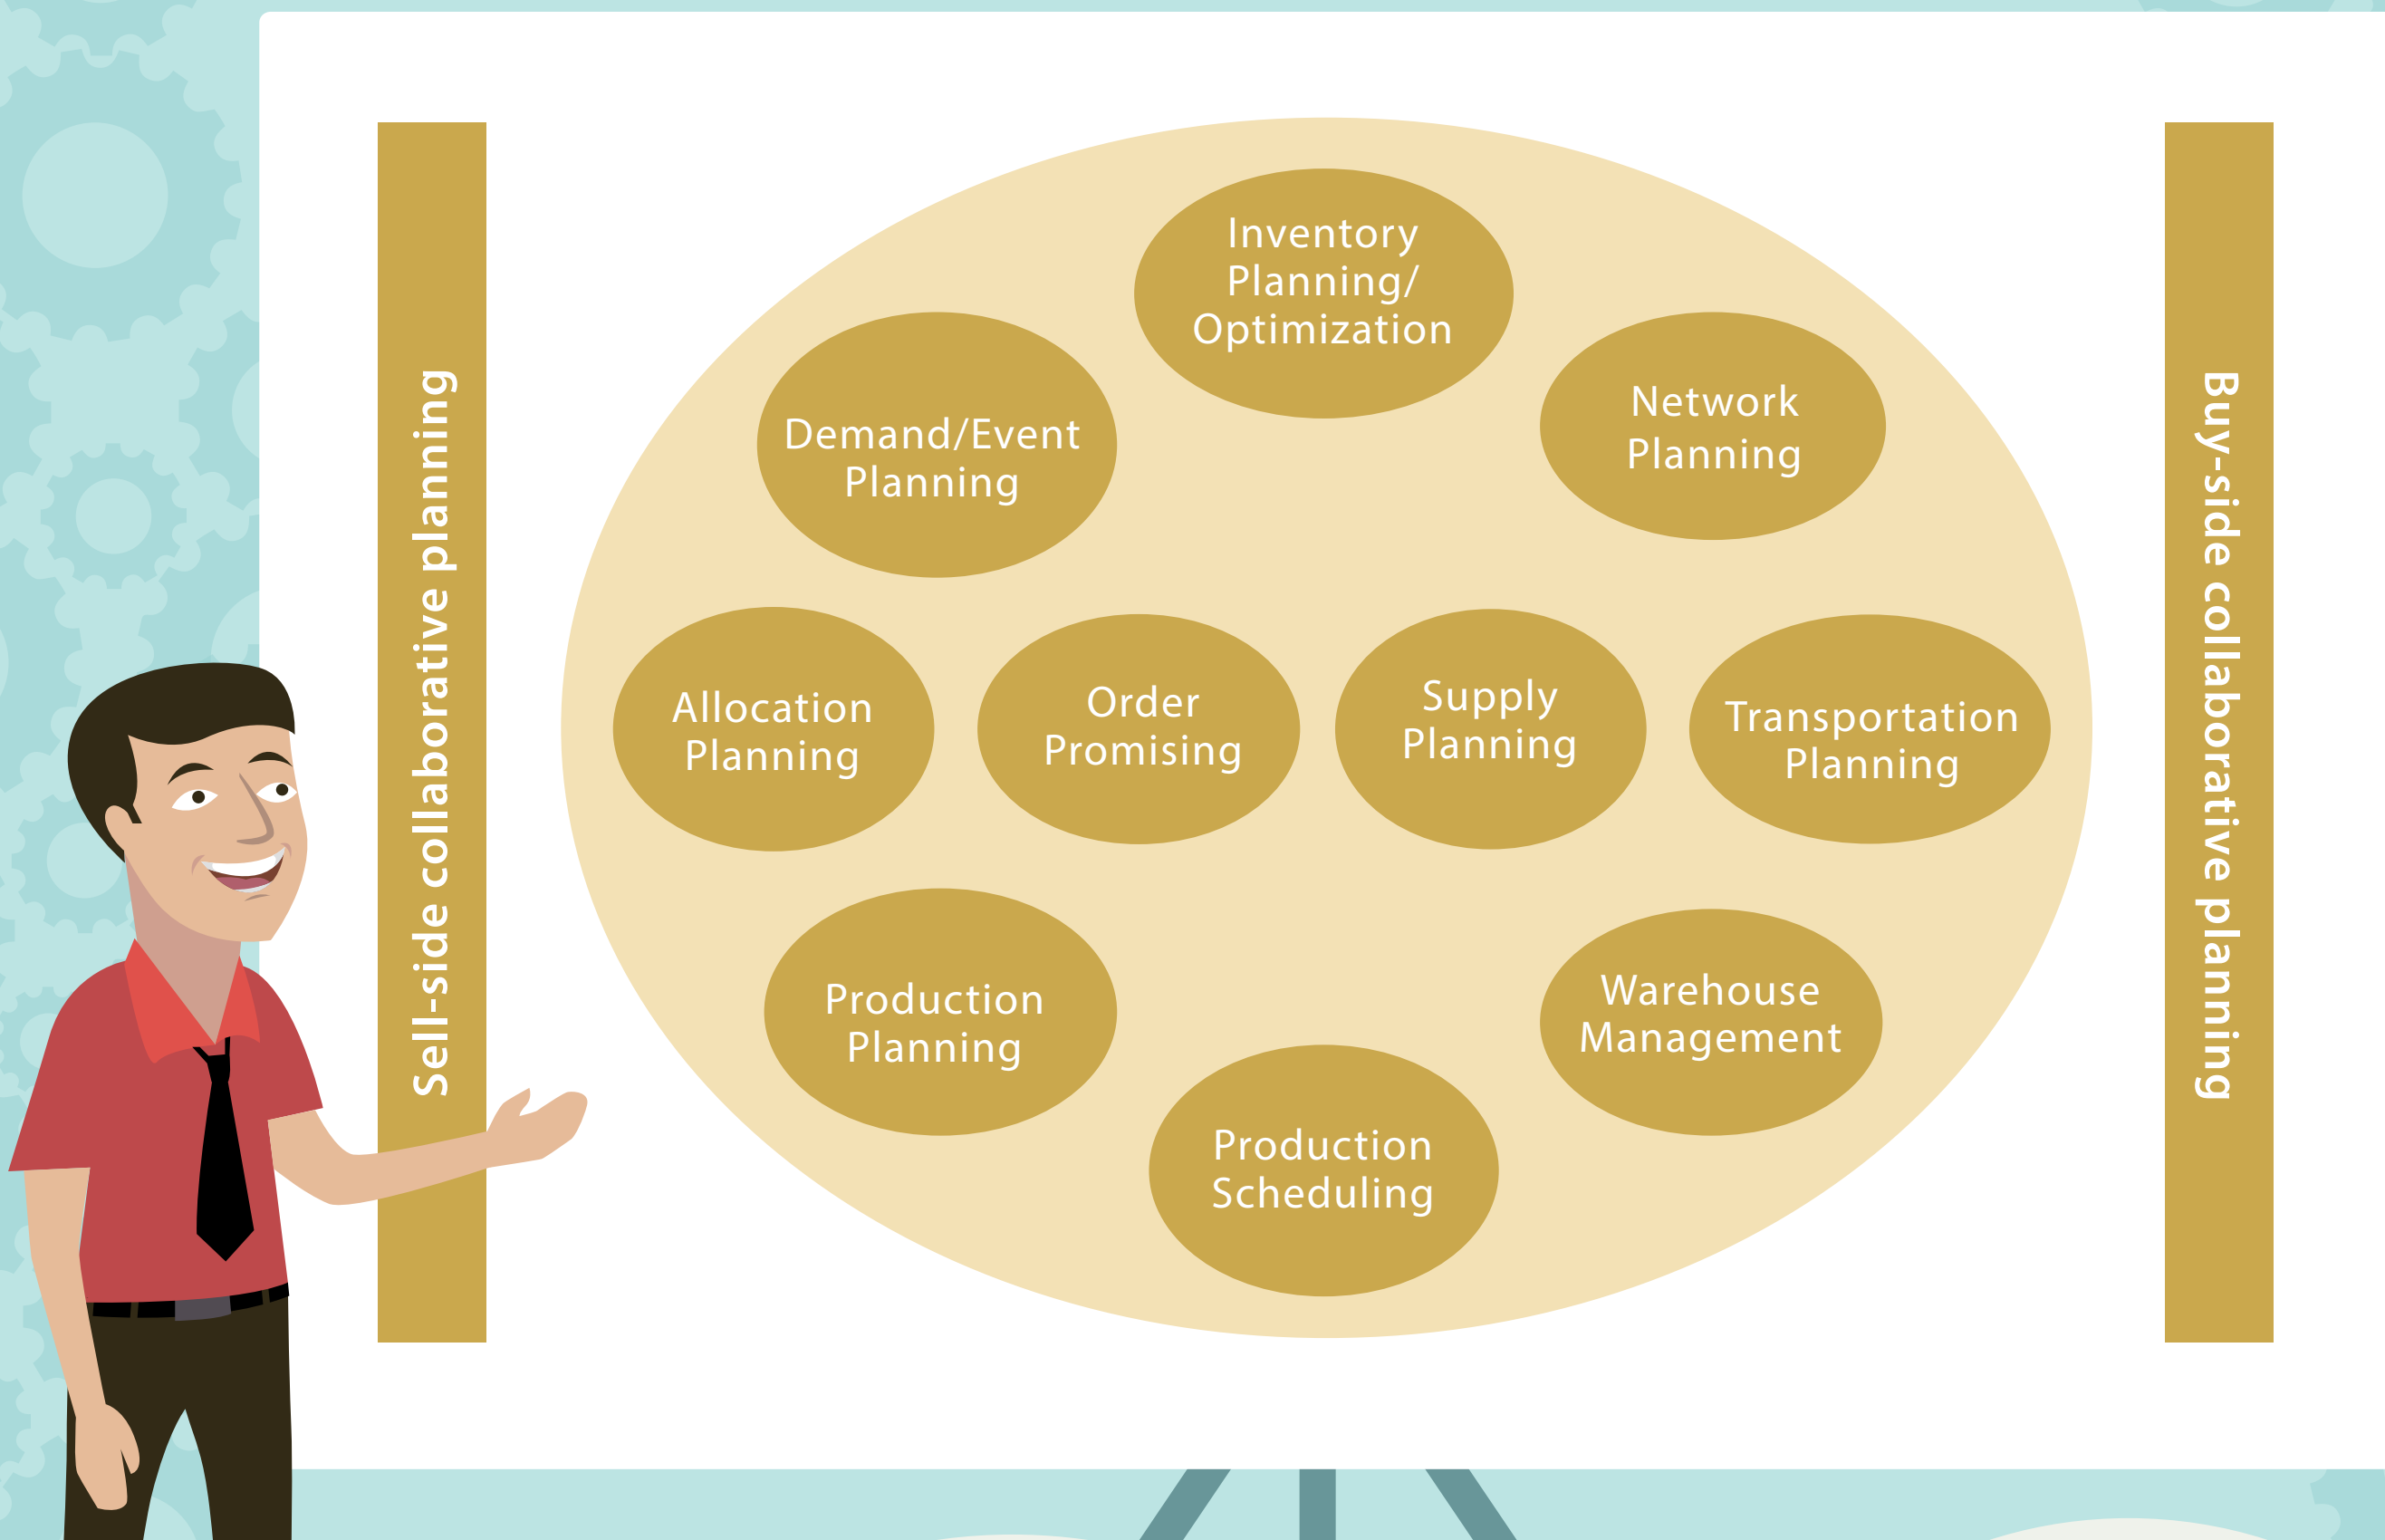 Sell-side collaborative planning
Inventory
Planning/
Optimization
Demand/Event
Planning
Network
Planning
Allocation
Planning
Order
Promising
Supply
Planning
Transportation
Planning
Production
Planning
Warehouse
Management
Production
Scheduling
Buy-side collaborative planning